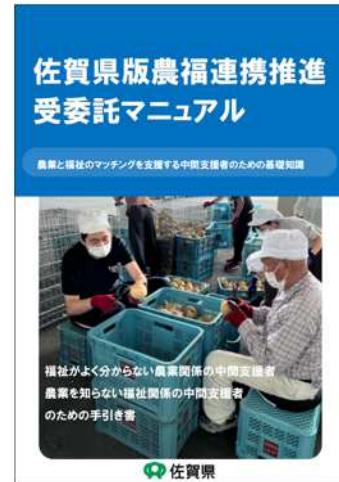 佐賀県版農福連携推進
受委託マニュアル
農業と福祉のマッチングを支援する中間支援者のための基礎知識
福祉がよく分からない農業関係の中間支援者
農業を知らない福祉関係の中間支援者
のための手引き書
佐賀県